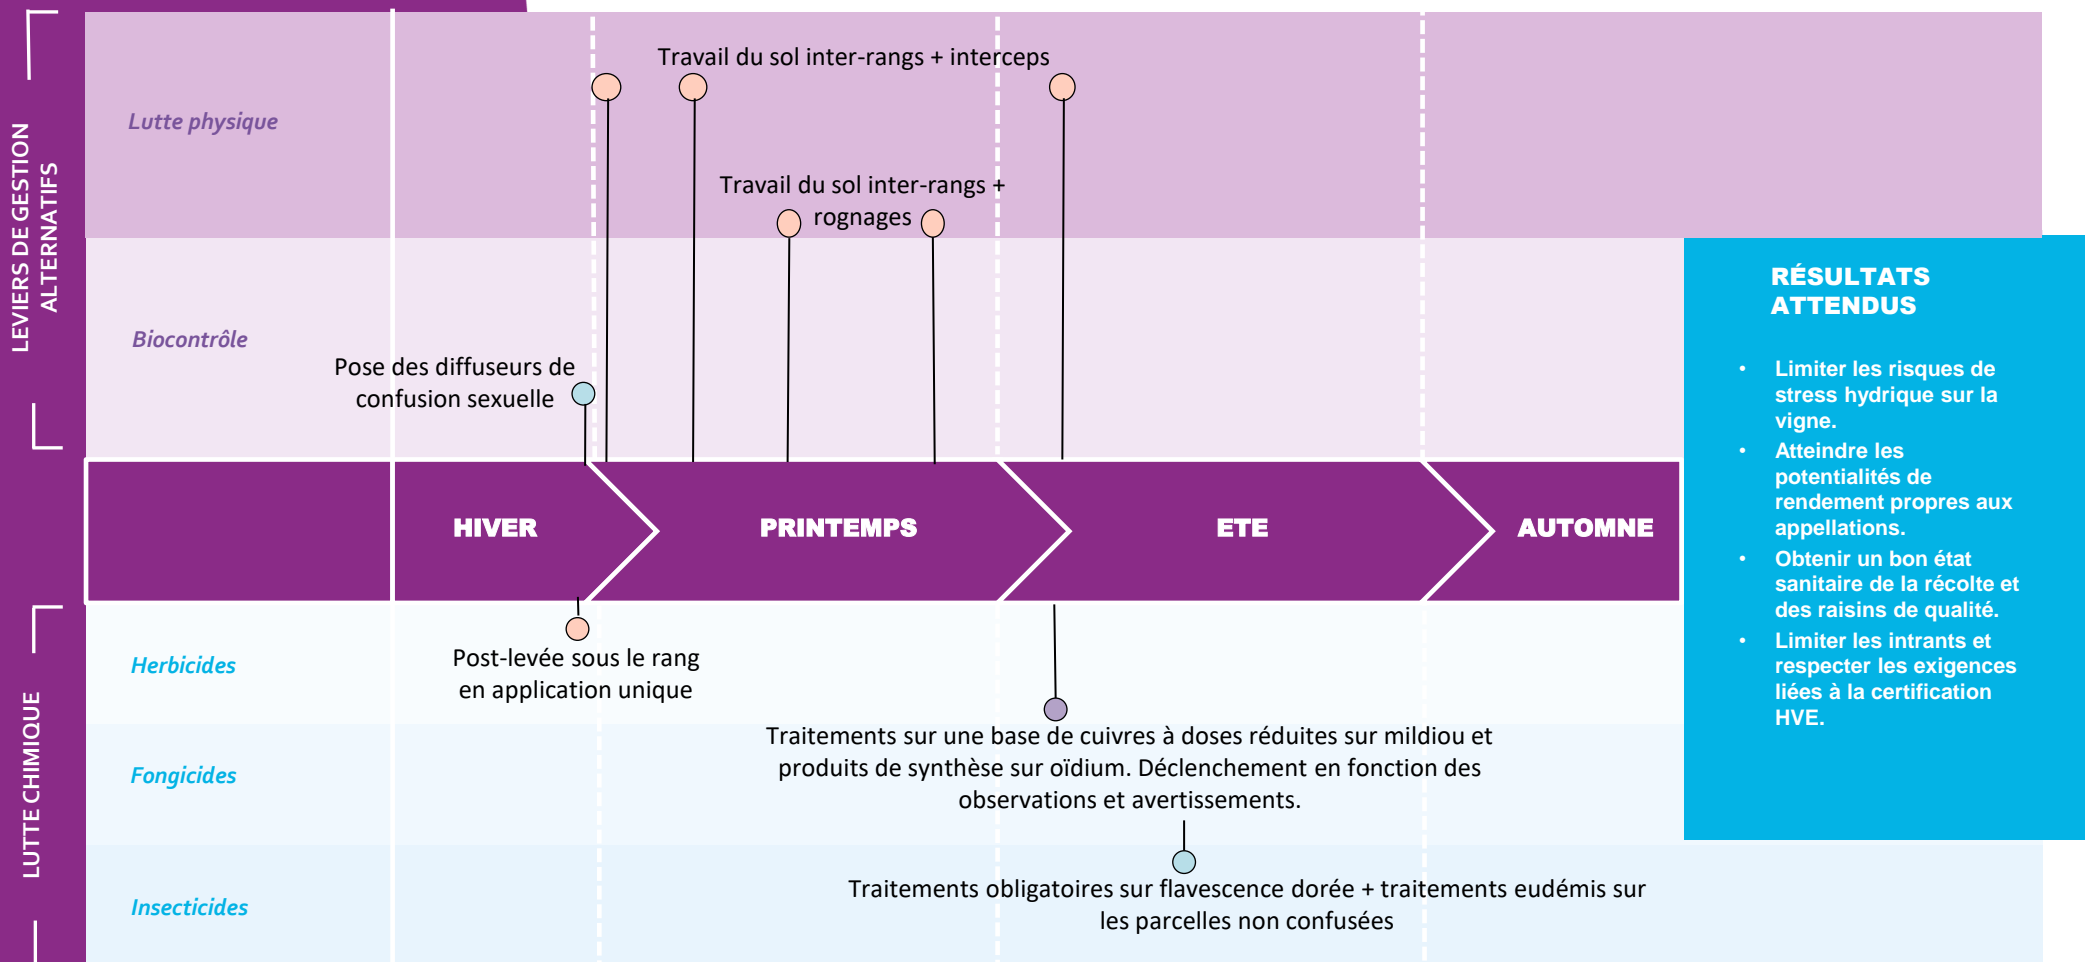 LEVIERS DE GESTION
ALTERNATIFS
Lutte physique
Travail du sol inter-rangs + interceps
Travail du sol inter-rangs +
rognages
Biocontrôle
Pose des diffuseurs de
confusion sexuelle
HIVER
PRINTEMPS
ETE
AUTOMNE
LUTTE CHIMIQUE
Herbicides
Post-levée sous le rang
en application unique
Fongicides
Traitements sur une base de cuivres à doses réduites sur mildiou et
produits de synthèse sur oïdium. Déclenchement en fonction des
observations et avertissements.
Insecticides
Traitements obligatoires sur flavescence dorée + traitements eudémis sur
les parcelles non confusées
RÉSULTATS
ATTENDUS
• Limiter les risques de
stress hydrique sur la
vigne.
• Atteindre les
potentialités de
rendement propres aux
appellations.
• Obtenir un bon état
sanitaire de la récolte et
des raisins de qualité.
• Limiter les intrants et
respecter les exigences
liées à la certification
HVE.